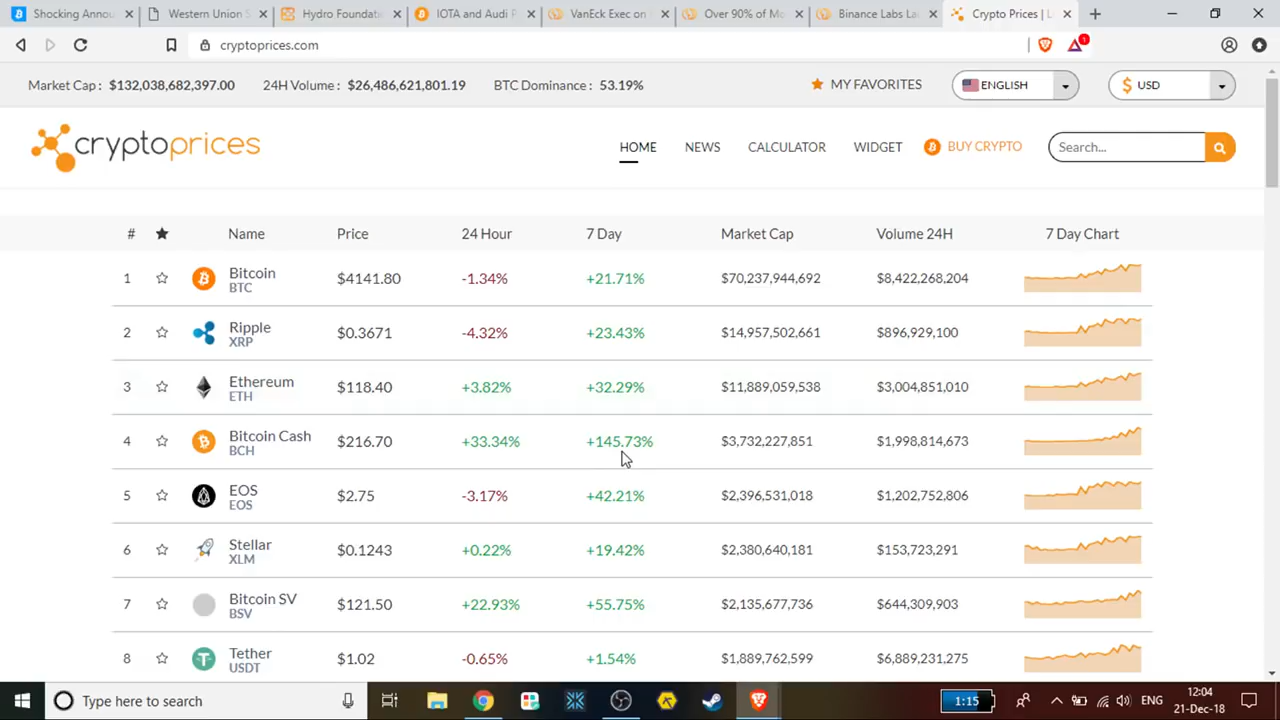 Shocking Annou
Western Union S
Hydro Foundatio
IOTA and Audi P
VanEck Exec on
Over 90% of Mo
Binance Labs La
Crypto Prices | L
cryptoprices.com
1
Market Cap : $132,038,682,397.00 24H Volume : $26,486,621,801.19 BTC Dominance : 53.19% MY FAVORITES ENGLISH $ USD
cryptoprices HOME NEWS CALCULATOR WIDGET BUY CRYPTO Search...
# Name Price 24 Hour 7 Day Market Cap Volume 24H 7 Day Chart
1 Bitcoin $4141.80 -1.34% +21.71% $70,237,944,692 $8,422,268,204
BTC
2 Ripple $0.3671 -4.32% +23.43% $14,957,502,661 $896,929,100
XRP
3 Ethereum $118.40 +3.82% +32.29% $11,889,059,538 $3,004,851,010
ETH
4 Bitcoin Cash $216.70 +33.34% +145.73% $3,732,227,851 $1,998,814,673
BCH
5 EOS $2.75 -3.17% +42.21% $2,396,531,018 $1,202,752,806
EOS
6 Stellar $0.1243 +0.22% +19.42% $2,380,640,181 $153,723,291
XLM
7 Bitcoin SV $121.50 +22.93% +55.75% $2,135,677,736 $644,309,903
BSV
8 Tether $1.02 -0.65% +1.54% $1,889,762,599 $6,889,231,275
USDT
Type here to search 1:15 ENG 12:04
21-Dec-18